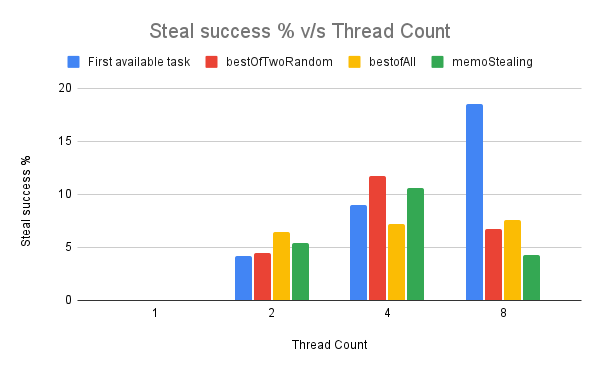 Steal success % v/s Thread Count
First available task bestOfTwoRandom bestofAll memoStealing
20
15
10
5
0
Steal success %
1 2 4 8
Thread Count